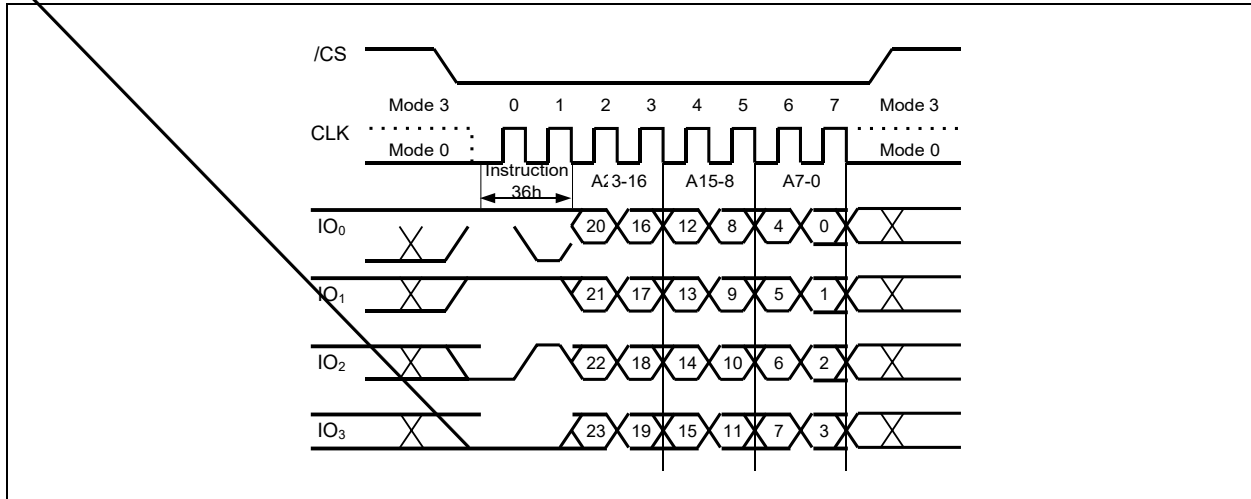 /CS
Mode 3 0 1 2 3 4 5 6 7 Mode 3
CLK
Mode 0 Mode 0
Instruction
36h
A23-16 A15-8 A7-0
IO₀ 20 16 12 8 4 0
IO₁ 21 17 13 9 5 1
IO₂ 22 18 14 10 6 2
IO₃ 23 19 15 11 7 3